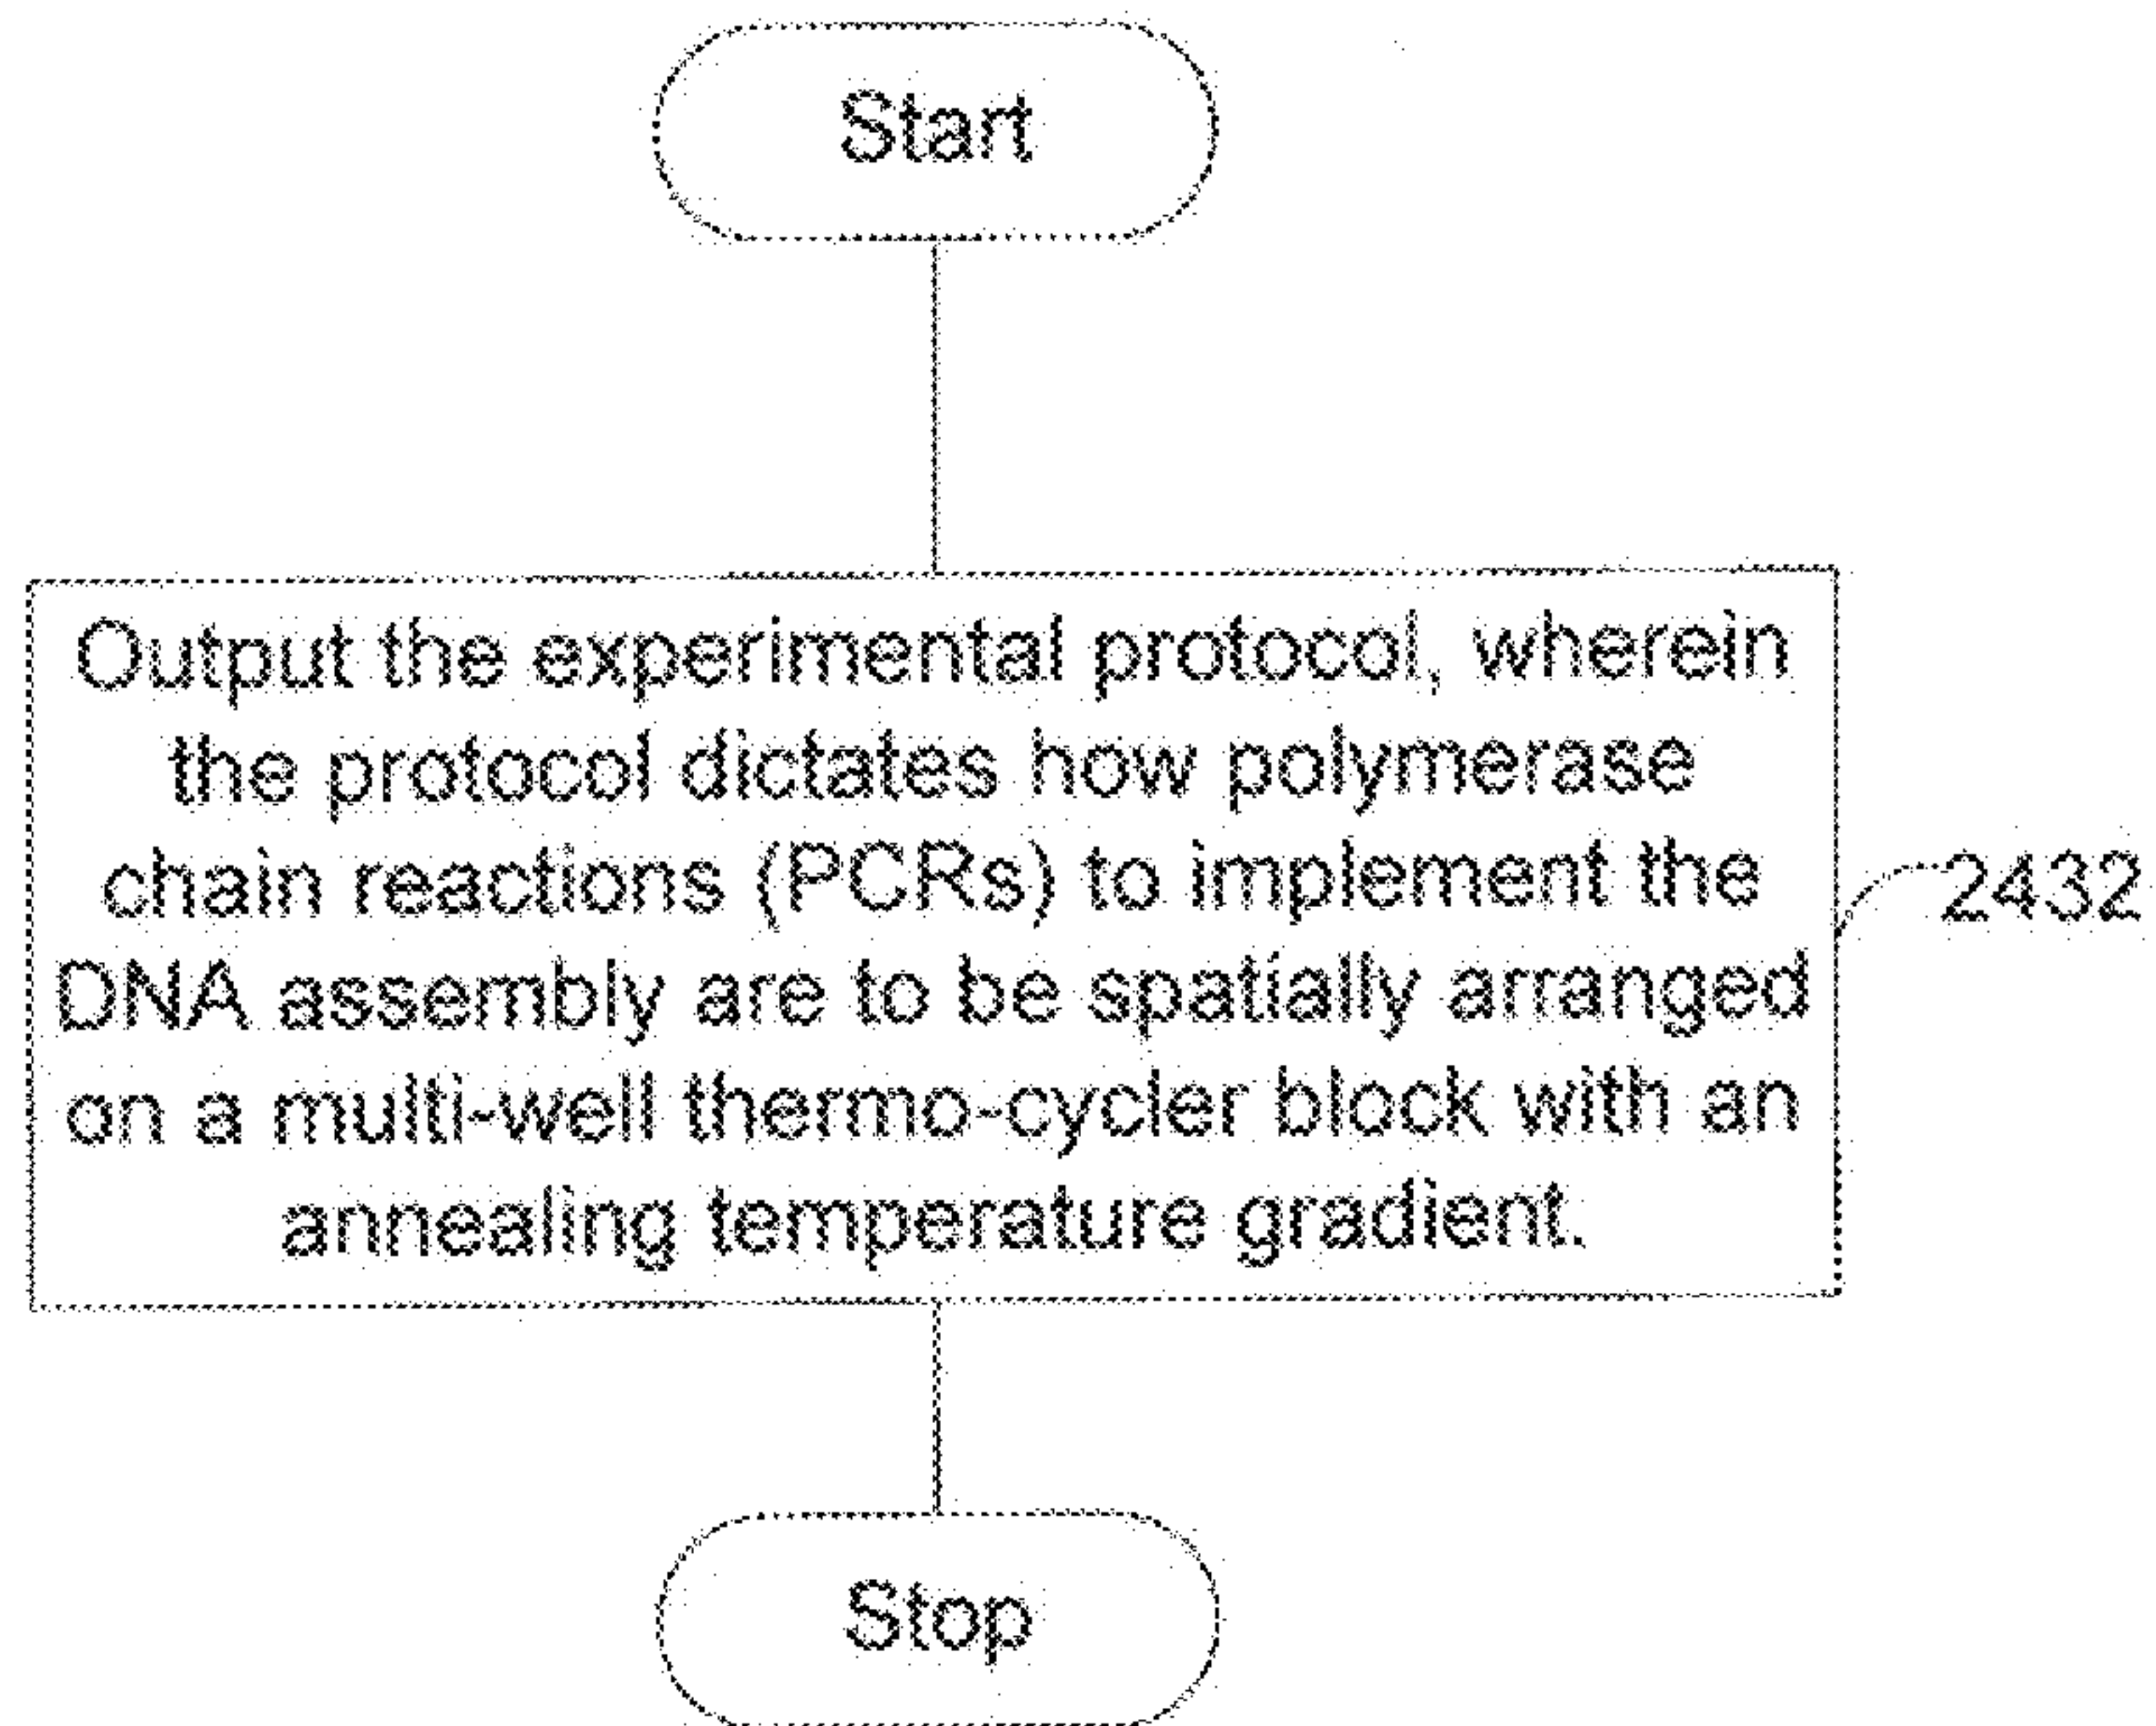 Start
Output the experimental protocol, wherein
the protocol dictates how polymerase
chain reactions (PCRs) to implement the
DNA assembly are to be spatially arranged
on a multi-well thermo-cycler block with an
annealing temperature gradient.
2432
Stop